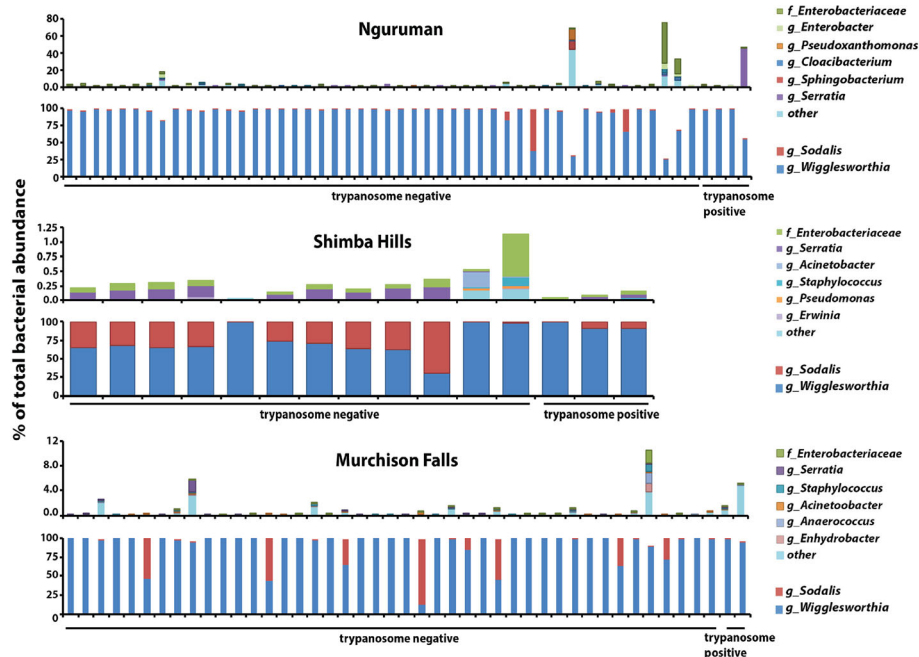 Nguruman
80
60
40
20
0.0
f_Enterobacteriaceae
g_Enterobacter
g_Pseudoxanthomonas
g_Cloacibacterium
g_Sphingobacterium
g_Serratia
other
100
75
50
25
0
g_Sodalis
g_Wigglesworthia
trypanosome negative
trypanosome
positive
% of total bacterial abundance
Shimba Hills
1.25
1.0
0.75
0.5
0.25
0.0
f_Enterobacteriaceae
g_Serratia
g_Acinetobacter
g_Staphylococcus
g_Pseudomonas
g_Erwinia
other
100
75
50
25
0
g_Sodalis
g_Wigglesworthia
trypanosome negative
trypanosome positive
Murchison Falls
12
8.0
4.0
0.0
f_Enterobacteriaceae
g_Serratia
g_Staphylococcus
g_Acinetoobacter
g_Anaerococcus
g_Enhydrobacter
other
100
75
50
25
0
g_Sodalis
g_Wigglesworthia
trypanosome negative
trypanosome
positive